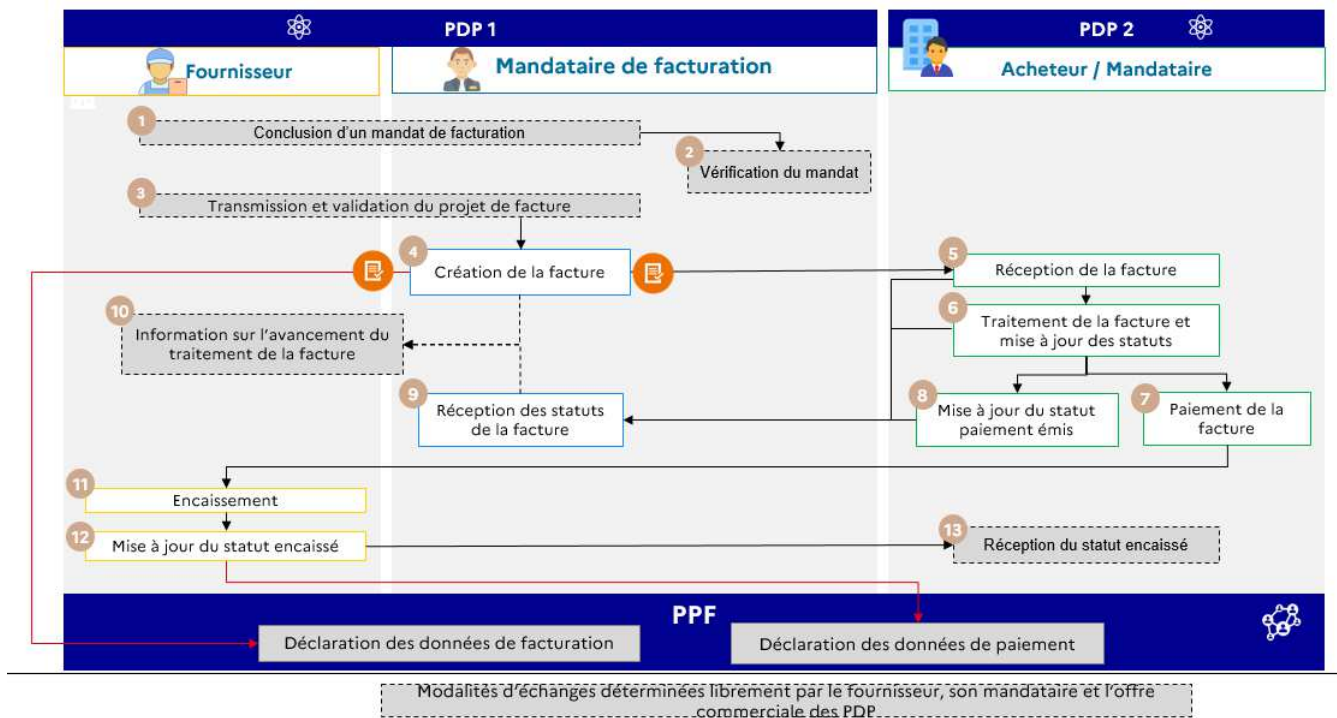 PDP 1
PDP 2
Fournisseur
Mandataire de facturation
Acheteur / Mandataire
1
Conclusion d'un mandat de facturation
2
Vérification du mandat
3
Transmission et validation du projet de facture
4
Création de la facture
5
Réception de la facture
6
Traitement de la facture et
mise à jour des statuts
10
Information sur l'avancement du
traitement de la facture
9
Réception des statuts
de la facture
8
Mise à jour du statut
paiement émis
7
Paiement de la
facture
11
Encaissement
12
Mise à jour du statut encaissé
13
Réception du statut encaissé
PPF
Déclaration des données de facturation
Déclaration des données de paiement
Modalités d'échanges déterminées librement par le fournisseur, son mandataire et l'offre
commerciale des PDP